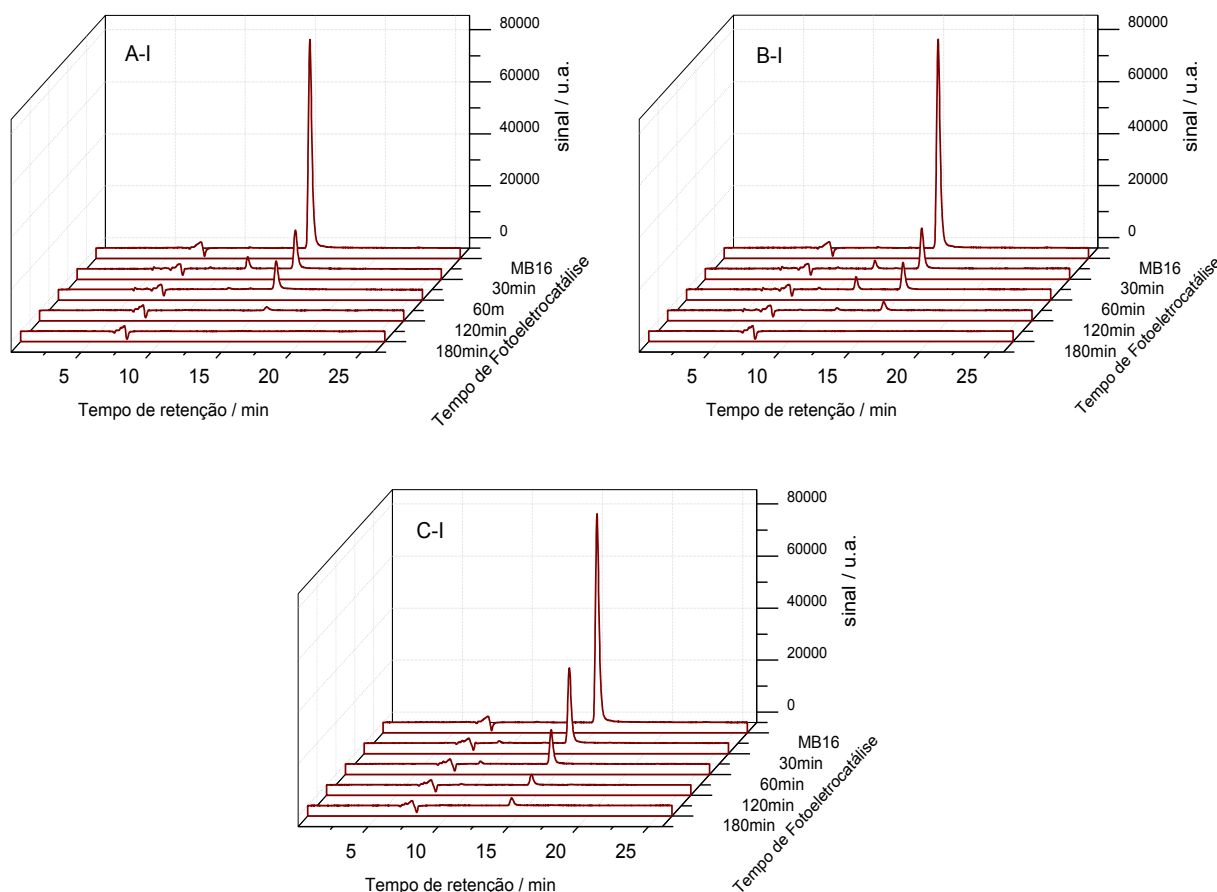 A-I
80000
60000
40000
20000
0
sinal / u.a.
MB16
30min
60m
120min
180min
Tempo de Fotoeletrocatálise
5 10 15 20 25
Tempo de retenção / min
B-I
80000
60000
40000
20000
0
sinal / u.a.
MB16
30min
60min
120min
180min
Tempo de Fotoeletrocatálise
5 10 15 20 25
Tempo de retenção / min
C-I
80000
60000
40000
20000
0
sinal / u.a.
MB16
30min
60min
120min
180min
Tempo de Fotoeletrocatálise
5 10 15 20 25
Tempo de retenção / min